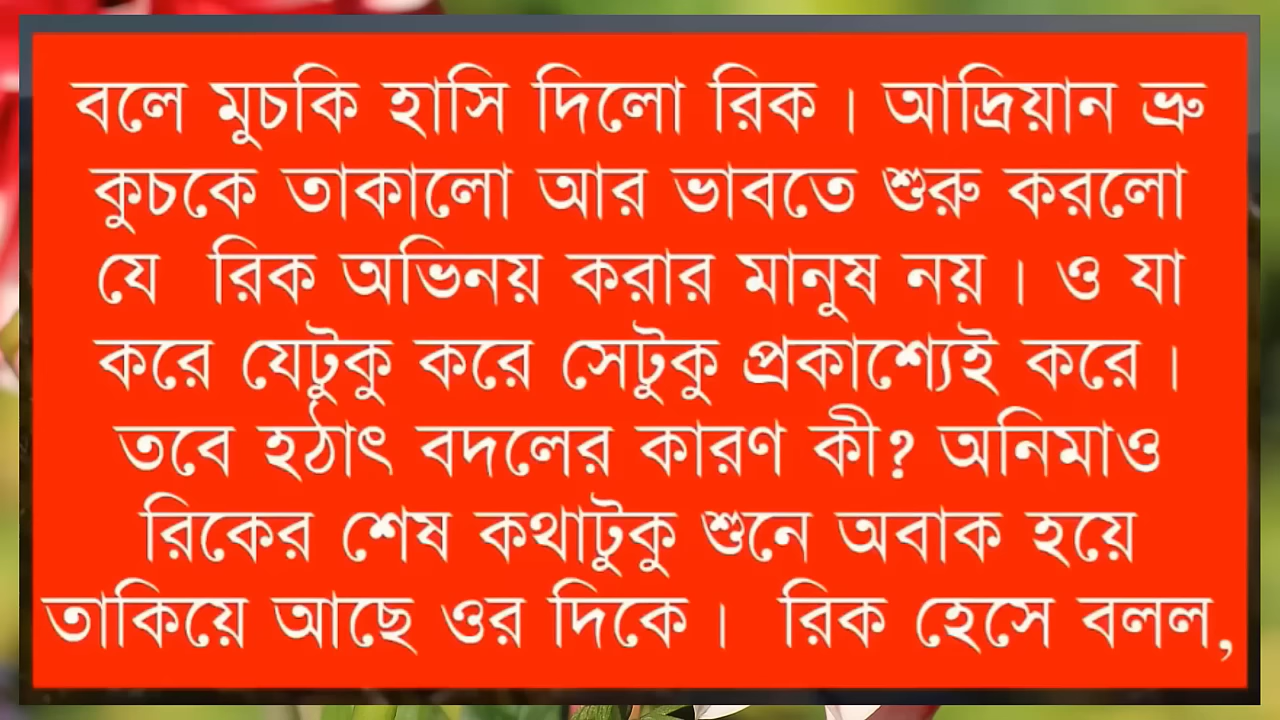 বলে মুচকি হাসি দিলো রিক। আদ্রিয়ান ভ্রু
কুচকে তাকালো আর ভাবতে শুরু করলো
যে রিক অভিনয় করার মানুষ নয়। ও যা
করে যেটুকু করে সেটুকু প্রকাশ্যেই করে।
তবে হঠাৎ বদলের কারণ কী? অনিমাও
রিকের শেষ কথাটুকু শুনে অবাক হয়ে
তাকিয়ে আছে ওর দিকে। রিক হেসে বলল,